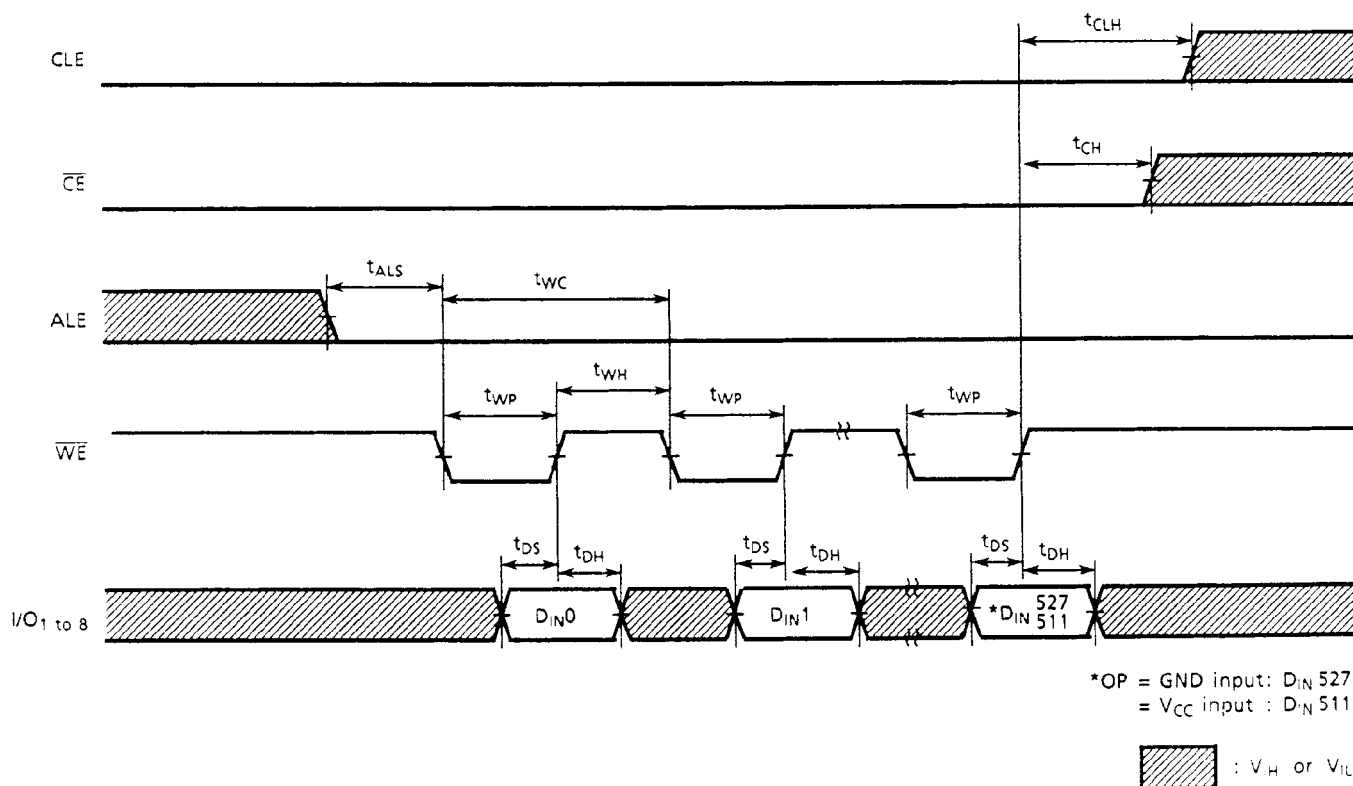 tCLH
CLE
tCH
CE
tALS
tWC
ALE
tWP
tWH
tWP
tWP
WE
tDS
tDH
tDS
tDH
tDS
tDH
I/O1 to 8
DIN0
DIN1
*DIN 527
511
*OP = GND input: DIN 527
= VCC input : DIN 511
: VIH or VIL